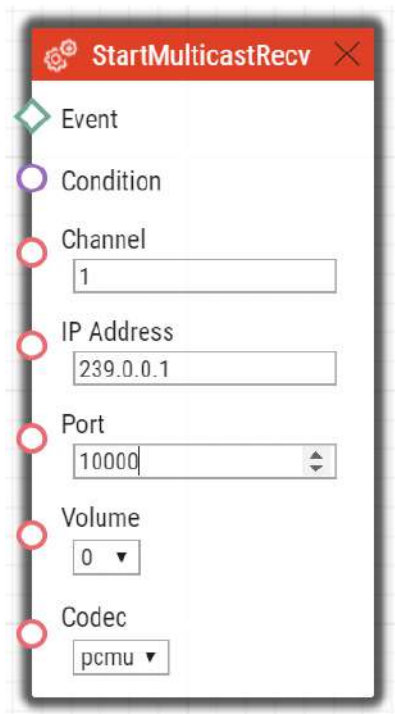 StartMulticastRecv
Event
Condition
Channel
1
IP Address
239.0.0.1
Port
10000
Volume
0
Codec
pcmu